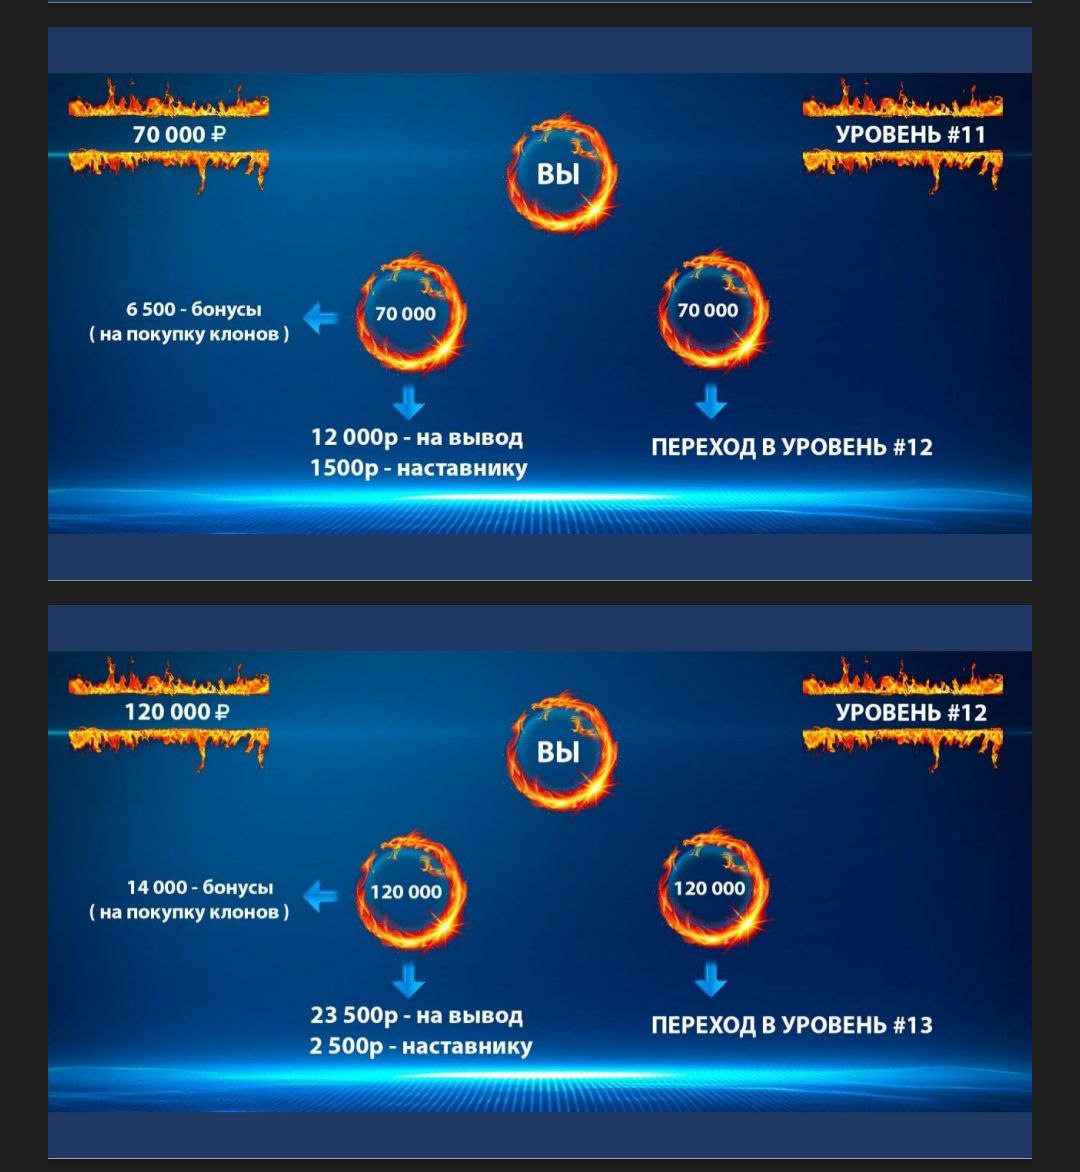 70 000 ₽
УРОВЕНЬ #11
ВЫ
70 000
70 000
6 500 - бонусы
( на покупку клонов )
12 000р - на вывод
1500р - наставнику
ПЕРЕХОД В УРОВЕНЬ #12
120 000 ₽
УРОВЕНЬ #12
ВЫ
120 000
120 000
14 000 - бонусы
( на покупку клонов )
23 500р - на вывод
2 500р - наставнику
ПЕРЕХОД В УРОВЕНЬ #13